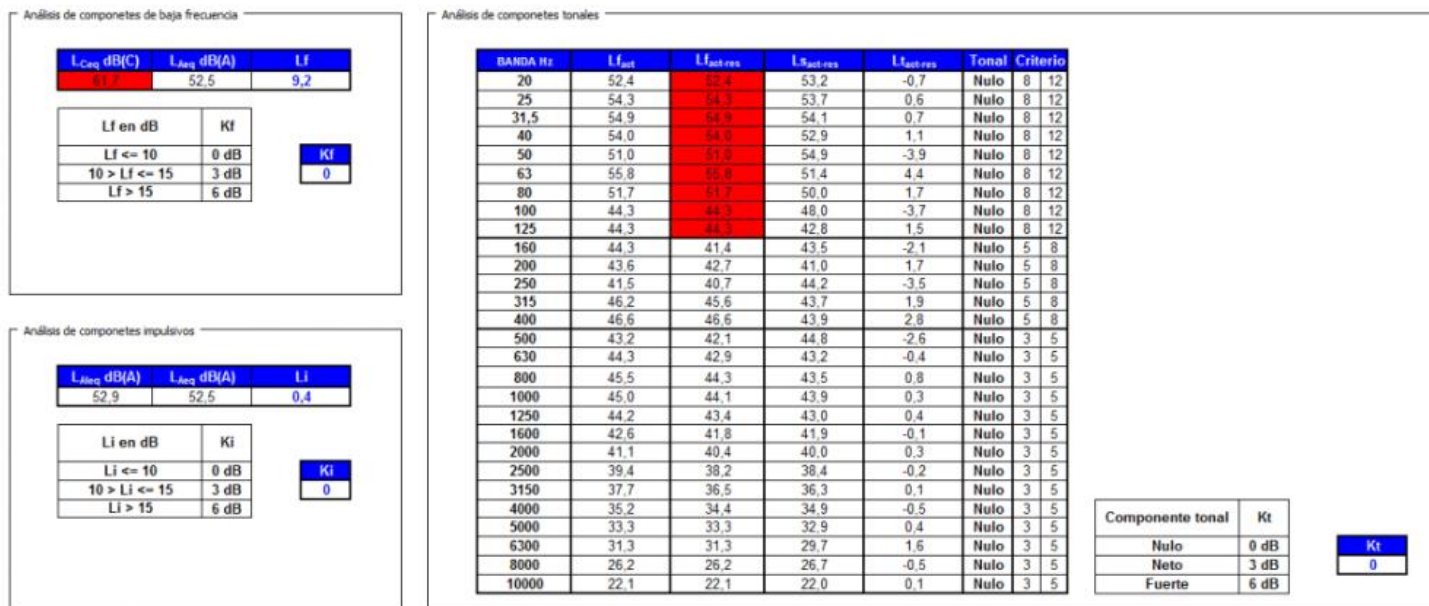 Análisis de componetes de baja frecuencia
LCeq dB(C) LAeq dB(A) Lf
61,7 52,5 9,2
Lf en dB Kf
Lf <= 10 0 dB
10 > Lf <= 15 3 dB
Lf > 15 6 dB
Kf
0
Análisis de componetes impulsivos
LAIeq dB(A) LAeq dB(A) Li
52,9 52,5 0,4
Li en dB Ki
Li <= 10 0 dB
10 > Li <= 15 3 dB
Li > 15 6 dB
Ki
0
Análisis de componetes tonales
BANDA Hz Lfact Lfact-res Lsact-res Ltact-res Tonal Criterio
20 52,4 52,4 53,2 -0,7 Nulo 8 12
25 54,3 54,3 53,7 0,6 Nulo 8 12
31,5 54,9 54,9 54,1 0,7 Nulo 8 12
40 54,0 54,0 52,9 1,1 Nulo 8 12
50 51,0 51,0 54,9 -3,9 Nulo 8 12
63 55,8 55,8 51,4 4,4 Nulo 8 12
80 51,7 51,7 50,0 1,7 Nulo 8 12
100 44,3 44,3 48,0 -3,7 Nulo 8 12
125 44,3 44,3 42,8 1,5 Nulo 8 12
160 44,3 41,4 43,5 -2,1 Nulo 5 8
200 43,6 42,7 41,0 1,7 Nulo 5 8
250 41,5 40,7 44,2 -3,5 Nulo 5 8
315 46,2 45,6 43,7 1,9 Nulo 5 8
400 46,6 46,6 43,9 2,8 Nulo 5 8
500 43,2 42,1 44,8 -2,6 Nulo 3 5
630 44,3 42,9 43,2 -0,4 Nulo 3 5
800 45,5 44,3 43,5 0,8 Nulo 3 5
1000 45,0 44,1 43,9 0,3 Nulo 3 5
1250 44,2 43,4 43,0 0,4 Nulo 3 5
1600 42,6 41,8 41,9 -0,1 Nulo 3 5
2000 41,1 40,4 40,0 0,3 Nulo 3 5
2500 39,4 38,2 38,4 -0,2 Nulo 3 5
3150 37,7 36,5 36,3 0,1 Nulo 3 5
4000 35,2 34,4 34,9 -0,5 Nulo 3 5
5000 33,3 33,3 32,9 0,4 Nulo 3 5
6300 31,3 31,3 29,7 1,6 Nulo 3 5
8000 26,2 26,2 26,7 -0,5 Nulo 3 5
10000 22,1 22,1 22,0 0,1 Nulo 3 5
Componente tonal Kt
Nulo 0 dB
Neto 3 dB
Fuerte 6 dB
Kt
0